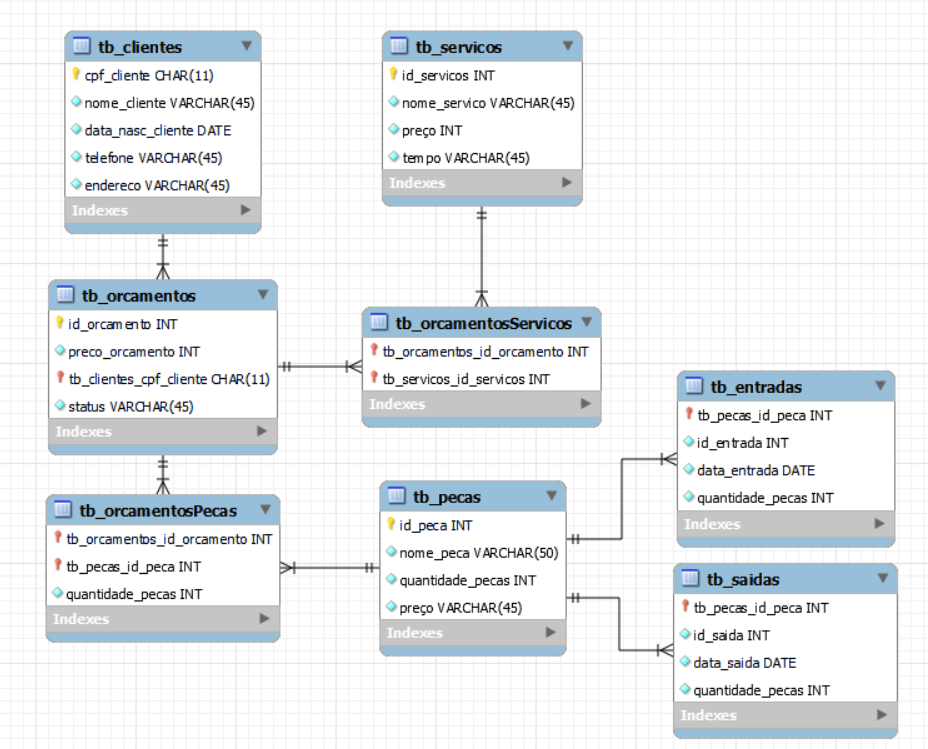 tb_clientes
cpf_cliente CHAR(11)
nome_cliente VARCHAR(45)
data_nasc_cliente DATE
telefone VARCHAR(45)
endereco VARCHAR(45)
Indexes
tb_servicos
id_servicos INT
nome_servico VARCHAR(45)
preço INT
tempo VARCHAR(45)
Indexes
tb_orcamentos
id_orcamento INT
preco_orcamento INT
tb_clientes_cpf_cliente CHAR(11)
status VARCHAR(45)
Indexes
tb_orcamentosServicos
tb_orcamentos_id_orcamento INT
tb_servicos_id_servicos INT
Indexes
tb_entradas
tb_pecas_id_peca INT
id_entrada INT
data_entrada DATE
quantidade_pecas INT
Indexes
tb_orcamentosPecas
tb_orcamentos_id_orcamento INT
tb_pecas_id_peca INT
quantidade_pecas INT
Indexes
tb_pecas
id_peca INT
nome_peca VARCHAR(50)
quantidade_pecas INT
preço VARCHAR(45)
Indexes
tb_saidas
tb_pecas_id_peca INT
id_saida INT
data_saida DATE
quantidade_pecas INT
Indexes